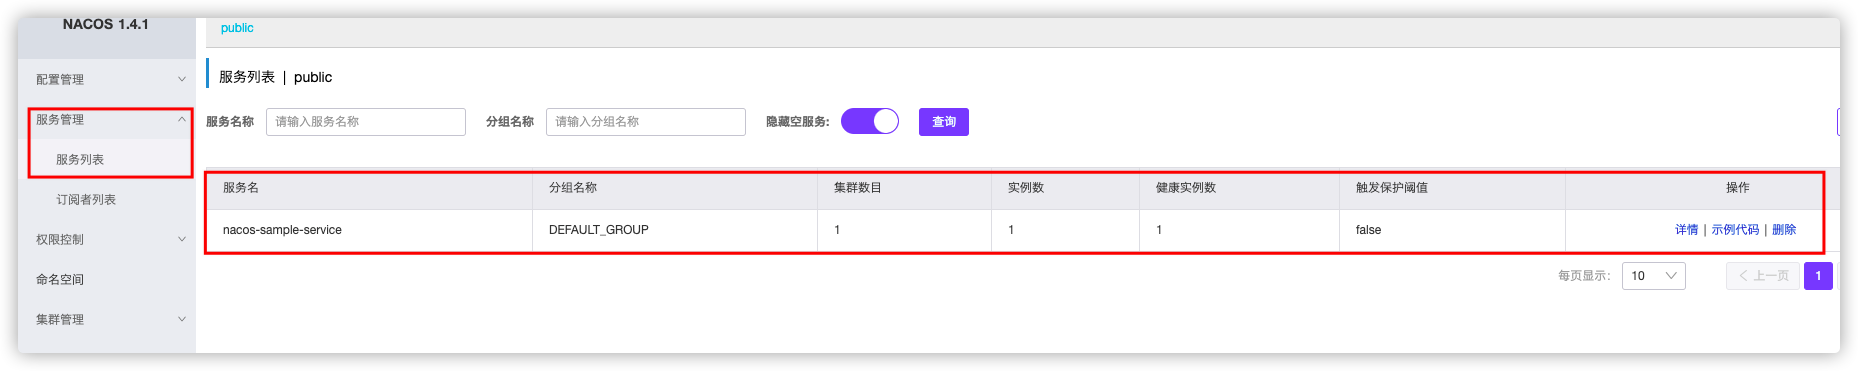 NACOS 1.4.1
public
配置管理
服务管理
服务列表
订阅者列表
权限控制
命名空间
集群管理
服务列表 | public
服务名称 请输入服务名称 分组名称 请输入分组名称 隐藏空服务: 查询
服务名 分组名称 集群数目 实例数 健康实例数 触发保护阈值 操作
nacos-sample-service DEFAULT_GROUP 1 1 1 false 详情 | 示例代码 | 删除
每页显示: 10 上一页 1